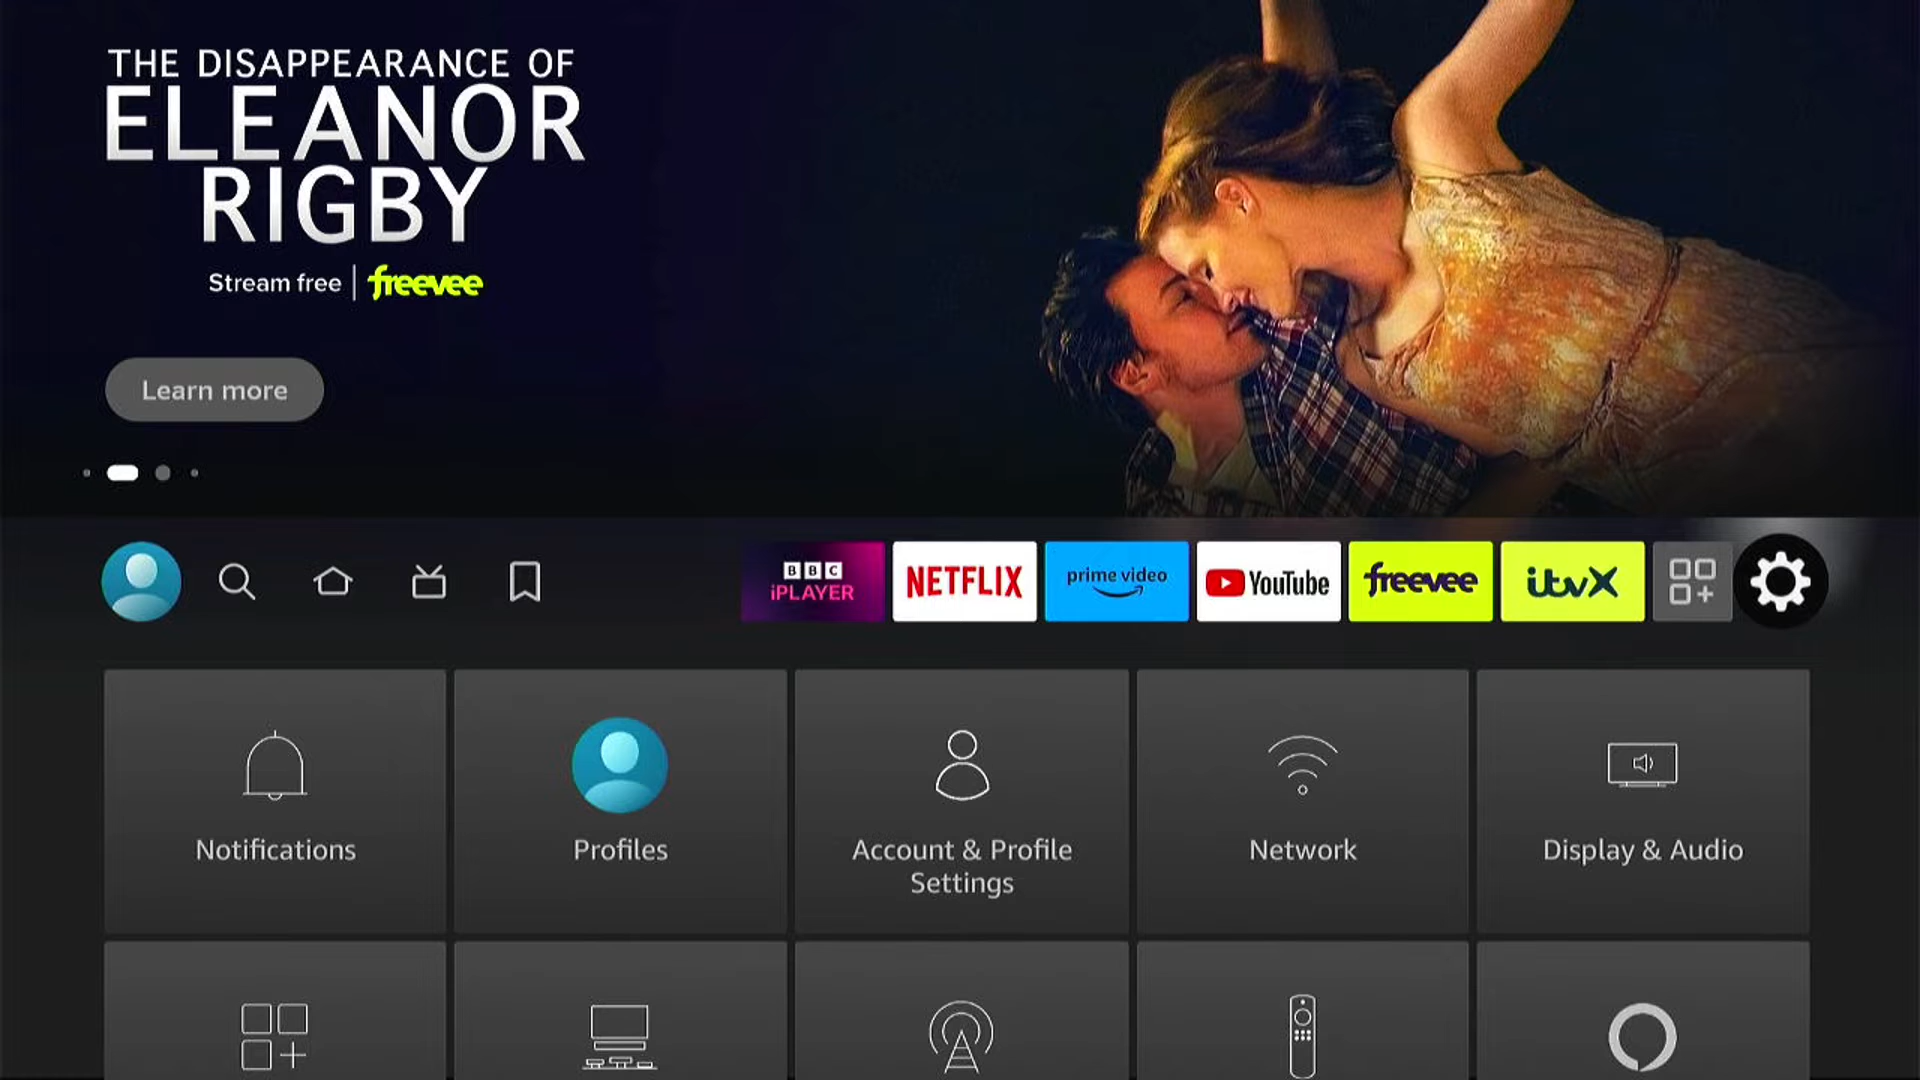 THE DISAPPEARANCE OF
ELEANOR
RIGBY
Stream free | freevee
Learn more
BBC
iPLAYER
NETFLIX
prime video
YouTube
freevee
itvX
Notifications
Profiles
Account & Profile
Settings
Network
Display & Audio